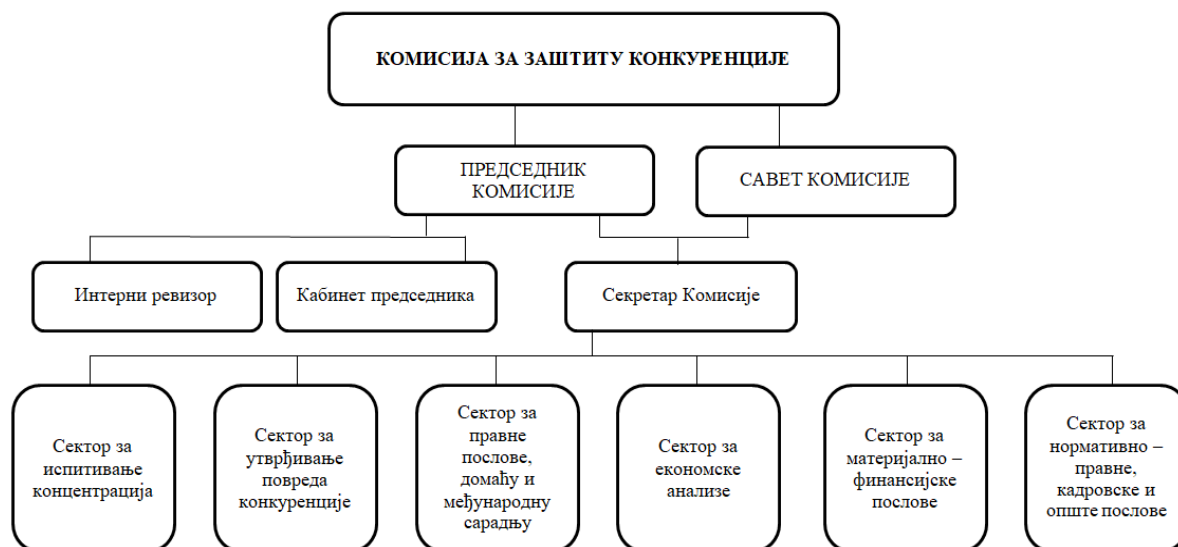 КОМИСИЈА ЗА ЗАШТИТУ КОНКУРЕНЦИЈЕ
ПРЕДСЕДНИК
КОМИСИЈЕ
САВЕТ КОМИСИЈЕ
Интерни ревизор
Кабинет председника
Секретар Комисије
Сектор за
испитивање
концентрација
Сектор за
утврђивање
повреда
конкуренције
Сектор за
правне
послове,
домаћу и
међународну
сарадњу
Сектор за
економске
анализе
Сектор за
материјално –
финансијске
послове
Сектор за
нормативно –
правне,
кадровске и
опште послове